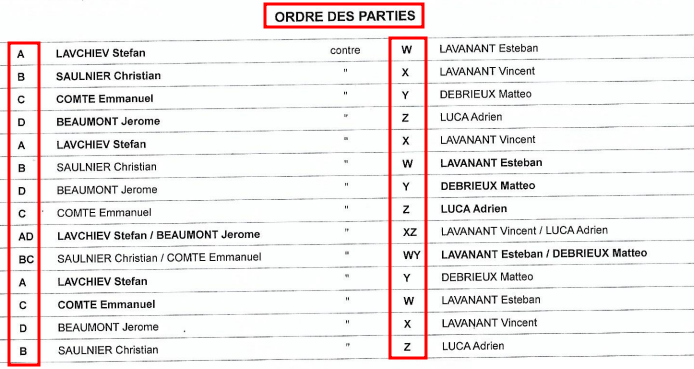 ORDRE DES PARTIES
A LAVCHIEV Stefan contre W LAVANANT Esteban
B SAULNIER Christian " X LAVANANT Vincent
C COMTE Emmanuel " Y DEBRIEUX Matteo
D BEAUMONT Jerome " Z LUCA Adrien
A LAVCHIEV Stefan " X LAVANANT Vincent
B SAULNIER Christian " W LAVANANT Esteban
D BEAUMONT Jerome " Y DEBRIEUX Matteo
C COMTE Emmanuel " Z LUCA Adrien
AD LAVCHIEV Stefan / BEAUMONT Jerome " XZ LAVANANT Vincent / LUCA Adrien
BC SAULNIER Christian / COMTE Emmanuel " WY LAVANANT Esteban / DEBRIEUX Matteo
A LAVCHIEV Stefan " Y DEBRIEUX Matteo
C COMTE Emmanuel " W LAVANANT Esteban
D BEAUMONT Jerome " X LAVANANT Vincent
B SAULNIER Christian " Z LUCA Adrien